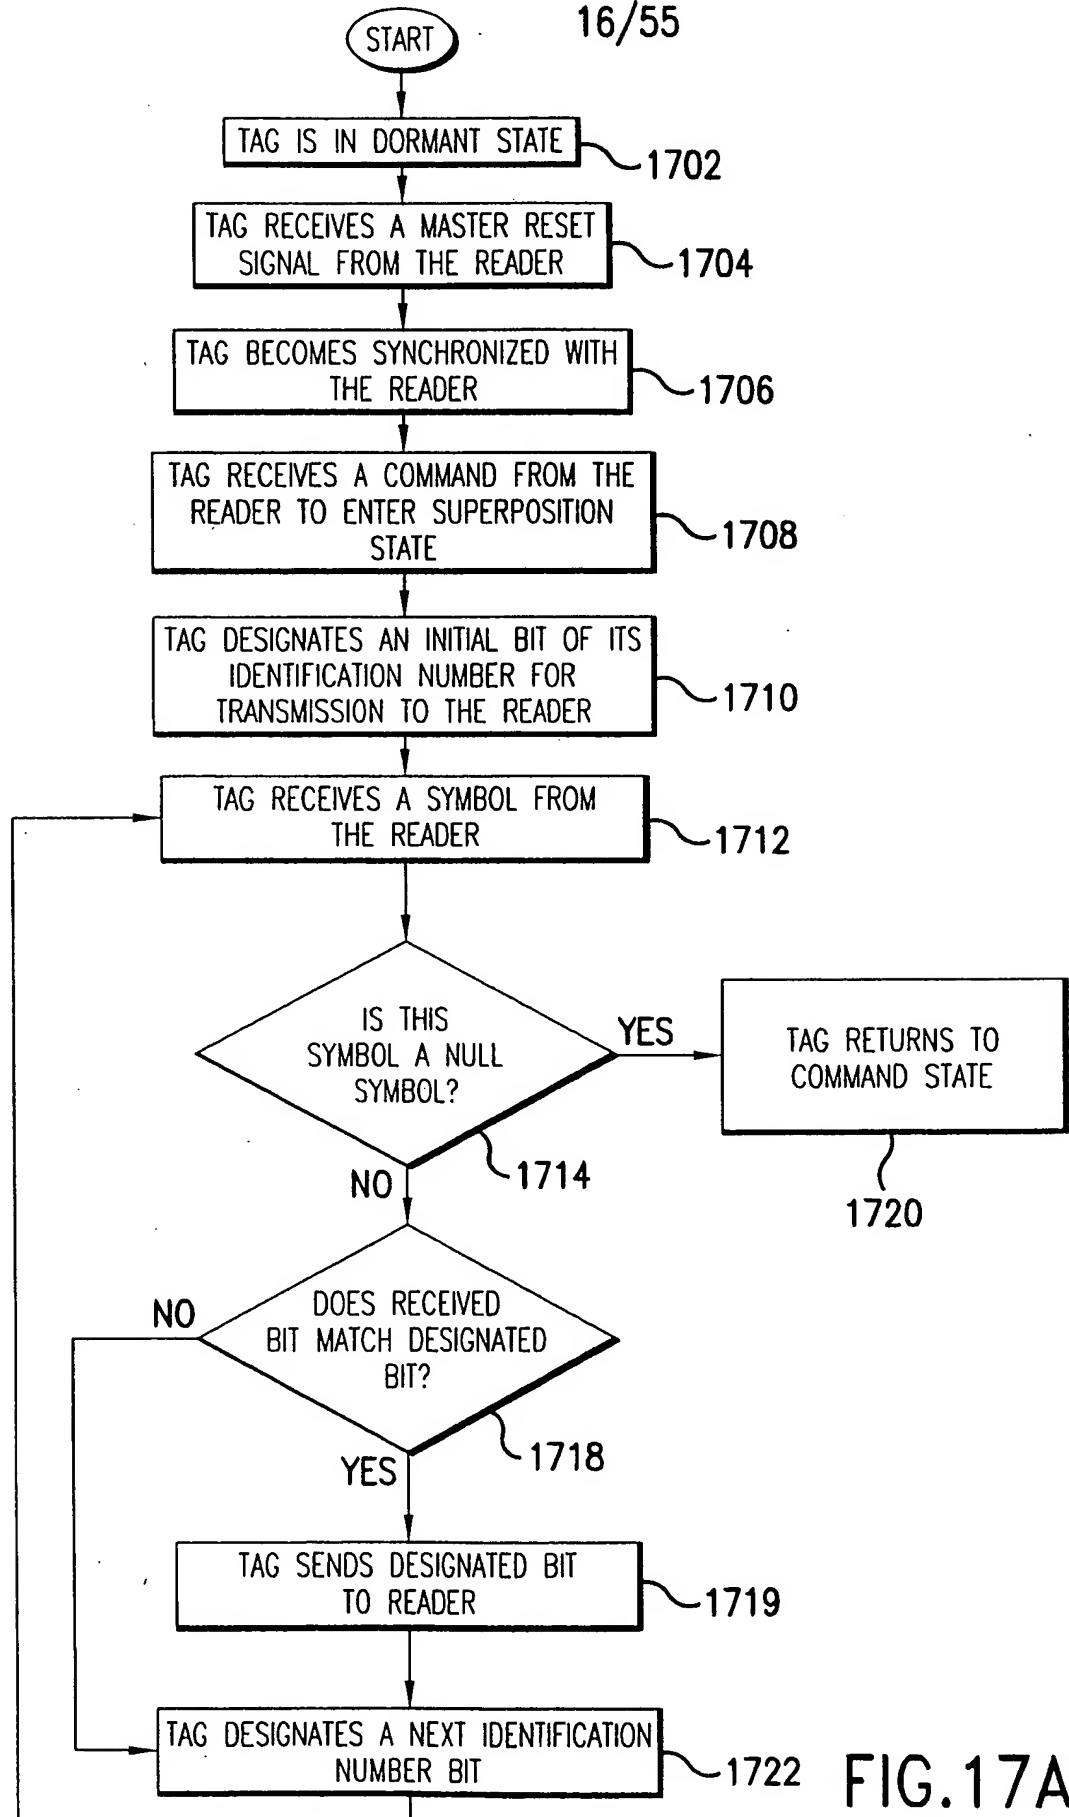 16/55
START
TAG IS IN DORMANT STATE
1702
TAG RECEIVES A MASTER RESET
SIGNAL FROM THE READER
1704
TAG BECOMES SYNCHRONIZED WITH
THE READER
1706
TAG RECEIVES A COMMAND FROM THE
READER TO ENTER SUPERPOSITION
STATE
1708
TAG DESIGNATES AN INITIAL BIT OF ITS
IDENTIFICATION NUMBER FOR
TRANSMISSION TO THE READER
1710
TAG RECEIVES A SYMBOL FROM
THE READER
1712
IS THIS
SYMBOL A NULL
SYMBOL?
1714
YES
TAG RETURNS TO
COMMAND STATE
1720
NO
DOES RECEIVED
BIT MATCH DESIGNATED
BIT?
1718
NO
YES
TAG SENDS DESIGNATED BIT
TO READER
1719
TAG DESIGNATES A NEXT IDENTIFICATION
NUMBER BIT
1722
FIG.17A